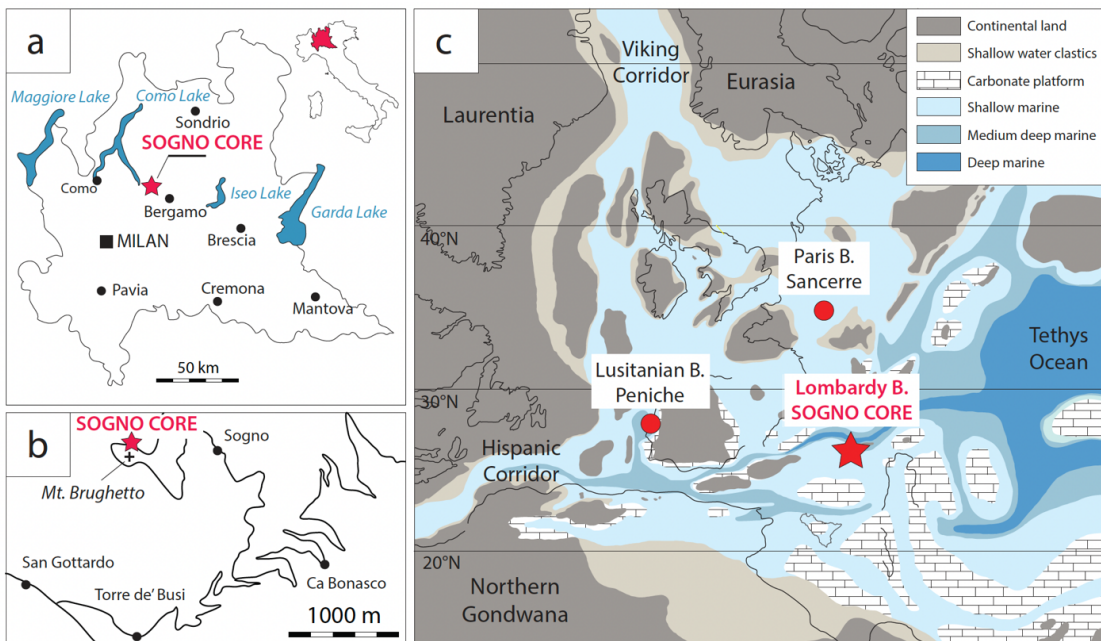 a
Maggiore Lake
Como Lake
Sondrio
SOGNO CORE
Como
Bergamo
Iseo Lake
Garda Lake
MILAN
Brescia
Pavia
Cremona
Mantova
50 km
b
SOGNO CORE
Sogno
Mt. Brughetto
San Gottardo
Torre de' Busi
Ca Bonasco
1000 m
c
Viking
Corridor
Eurasia
Laurentia
Continental land
Shallow water clastics
Carbonate platform
Shallow marine
Medium deep marine
Deep marine
40°N
Paris B.
Sancerre
Tethys
Ocean
Lusitanian B.
Peniche
Lombardy B.
SOGNO CORE
30°N
Hispanic
Corridor
20°N
Northern
Gondwana